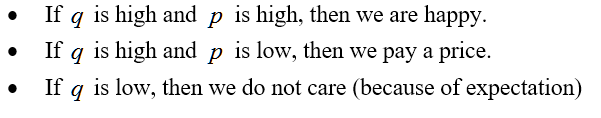 • If q is high and p is high, then we are happy.
• If q is high and p is low, then we pay a price.
• If q is low, then we do not care (because of expectation)